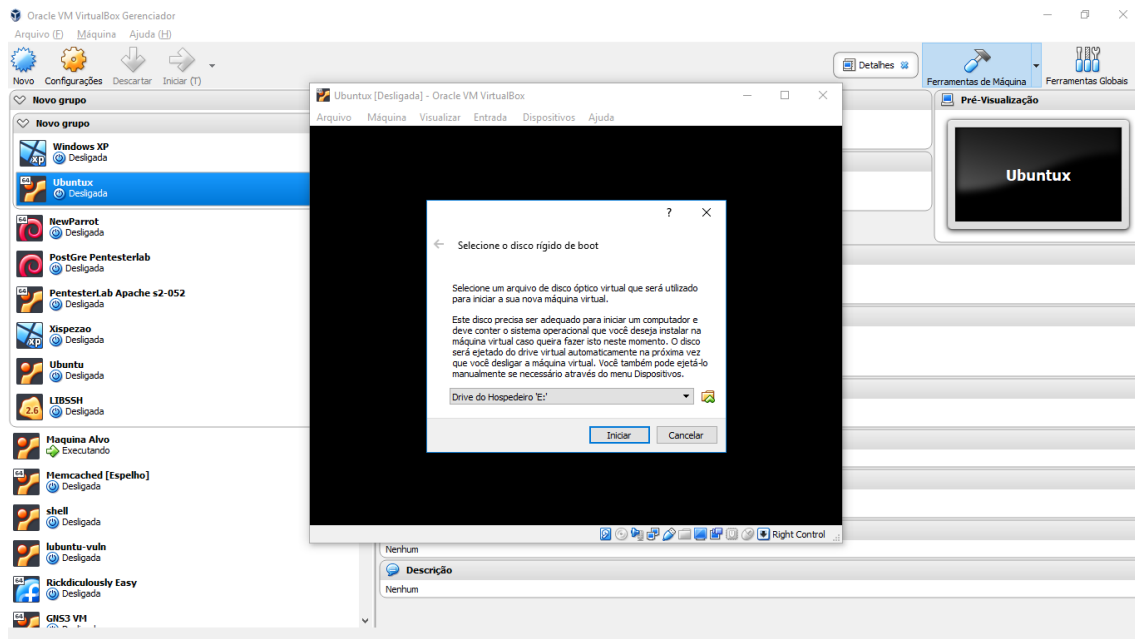 Oracle VM VirtualBox Gerenciador
Arquivo (F) Máquina Ajuda (H)
Novo Configurações Descartar Iniciar (T)
Detalhes
Ferramentas de Máquina
Ferramentas Globais
Novo grupo
Novo grupo
Windows XP
Desligada
64
Ubuntux
Desligada
64
NewParrot
Desligada
PostGre Pentesterlab
Desligada
64
PentesterLab Apache s2-052
Desligada
Xispezao
Desligada
Ubuntu
Desligada
2.6
LIBSSH
Desligada
Maquina Alvo
Executando
64
Memcached [Espelho]
Desligada
shell
Desligada
lubuntu-vuln
Desligada
64
Rickdiculously Easy
Desligada
64
GNS3 VM
Ubuntux [Desligada] - Oracle VM VirtualBox
Arquivo Máquina Visualizar Entrada Dispositivos Ajuda
?
Selecione o disco rígido de boot
Selecione um arquivo de disco óptico virtual que será utilizado
para iniciar a sua nova máquina virtual.
Este disco precisa ser adequado para iniciar um computador e
deve conter o sistema operacional que você deseja instalar na
máquina virtual caso queira fazer isto neste momento. O disco
será ejetado do drive virtual automaticamente na próxima vez
que você desligar a máquina virtual. Você também pode ejetá-lo
manualmente se necessário através do menu Dispositivos.
Drive do Hospedeiro 'E:'
Iniciar Cancelar
Right Control
Pré-Visualização
Ubuntux
Nenhum
Descrição
Nenhum